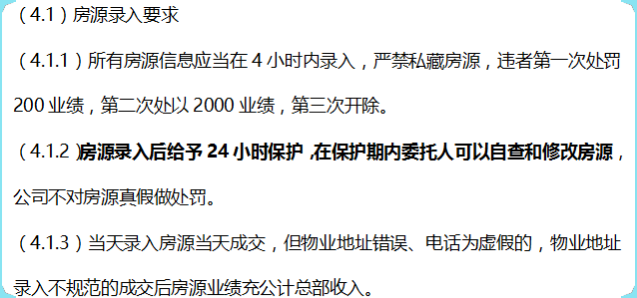 （4.1）房源录入要求
（4.1.1）所有房源信息应当在 4 小时内录入，严禁私藏房源，违者第一次处罚
200 业绩，第二次处以 2000 业绩，第三次开除。
（4.1.2）房源录入后给予 24 小时保护，在保护期内委托人可以自查和修改房源，
公司不对房源真假做处罚。
（4.1.3）当天录入房源当天成交，但物业地址错误、电话为虚假的，物业地址
录入不规范的成交后房源业绩充公计总部收入。